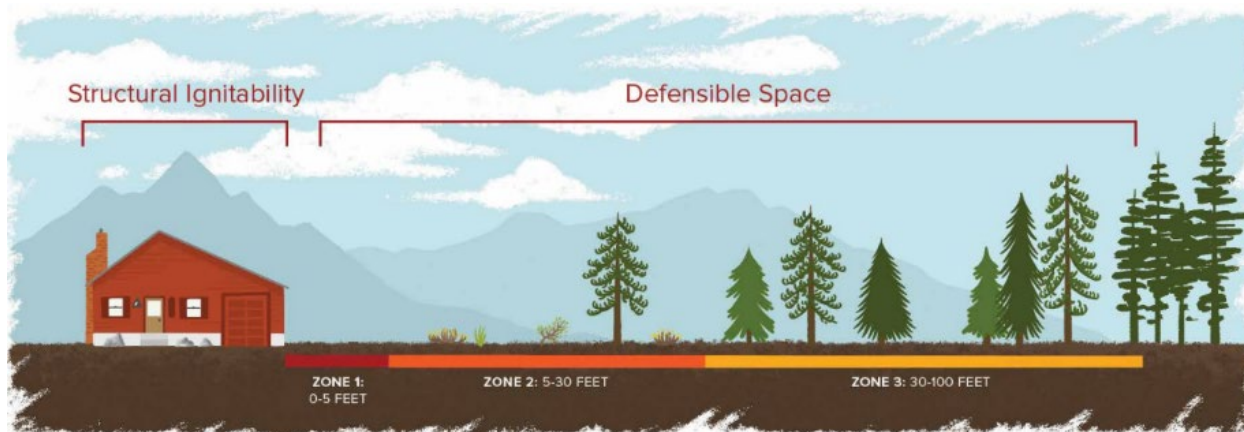 Structural Ignitability
Defensible Space
ZONE 1:
0-5 FEET
ZONE 2: 5-30 FEET
ZONE 3: 30-100 FEET